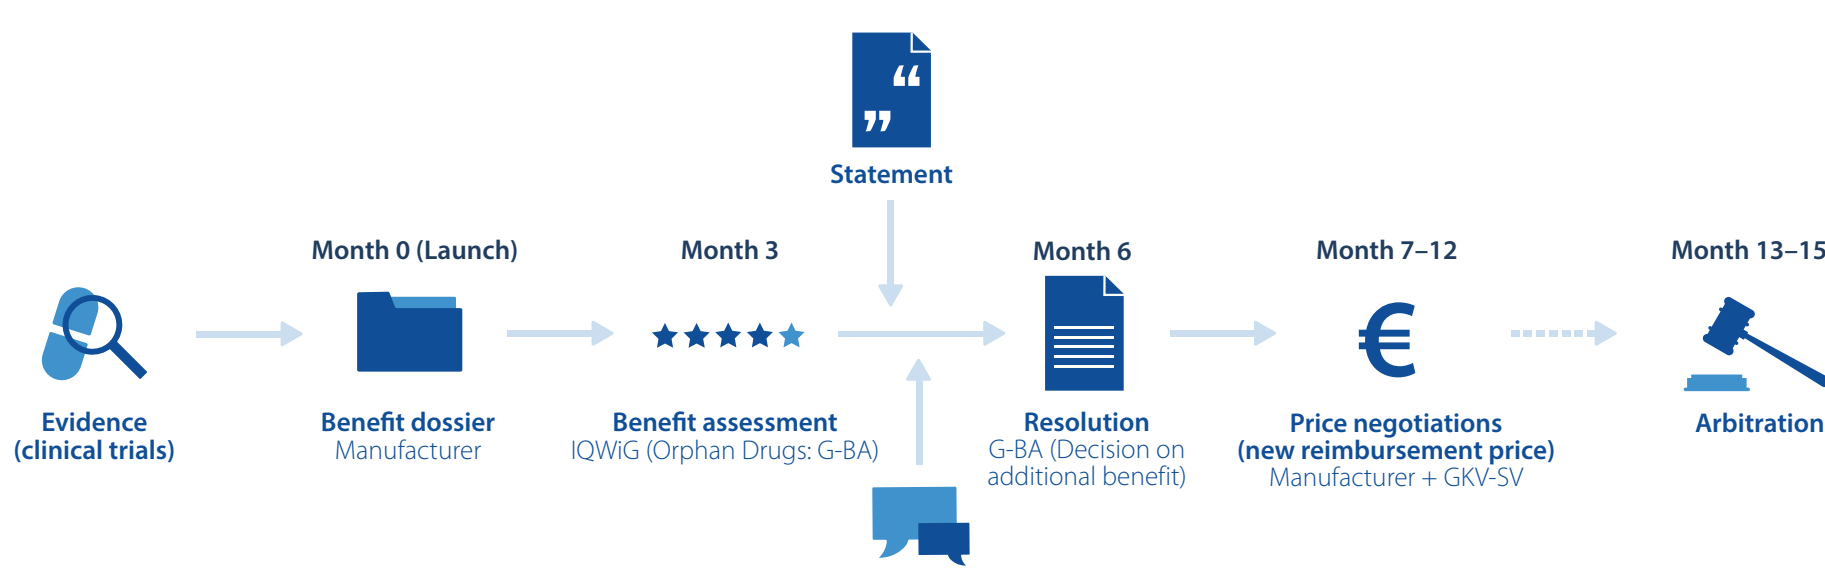 Statement
Month 0 (Launch)
Month 3
Month 6
Month 7–12
Month 13–15
Evidence
(clinical trials)
Benefit dossier
Manufacturer
Benefit assessment
IQWiG (Orphan Drugs: G-BA)
Resolution
G-BA (Decision on
additional benefit)
Price negotiations
(new reimbursement price)
Manufacturer + GKV-SV
Arbitration